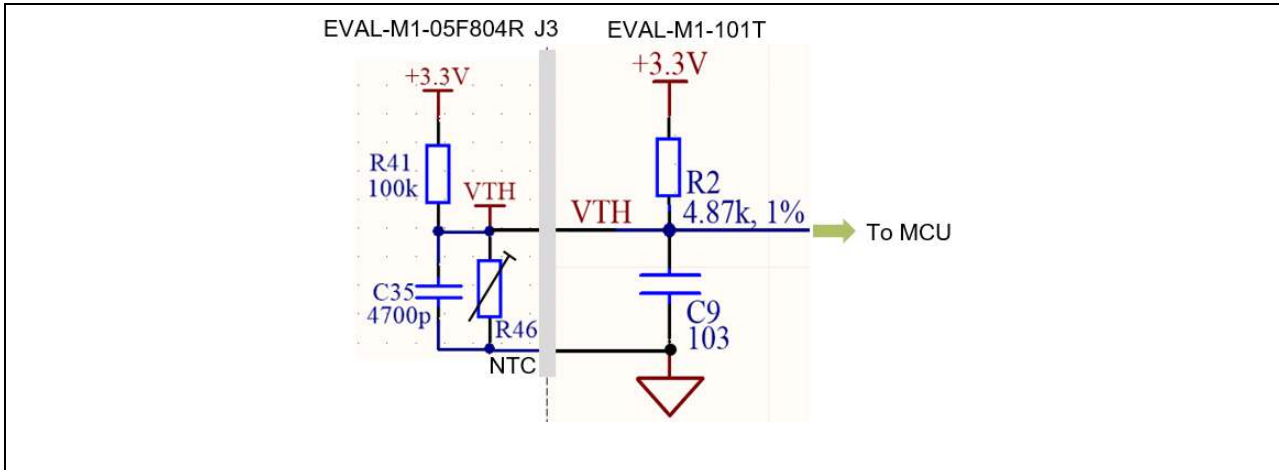 EVAL-M1-05F804R J3 EVAL-M1-101T
+3.3V +3.3V
R41
100k
VTH
R2
4.87k, 1%
VTH
To MCU
C35
4700p
R46
NTC
C9
103